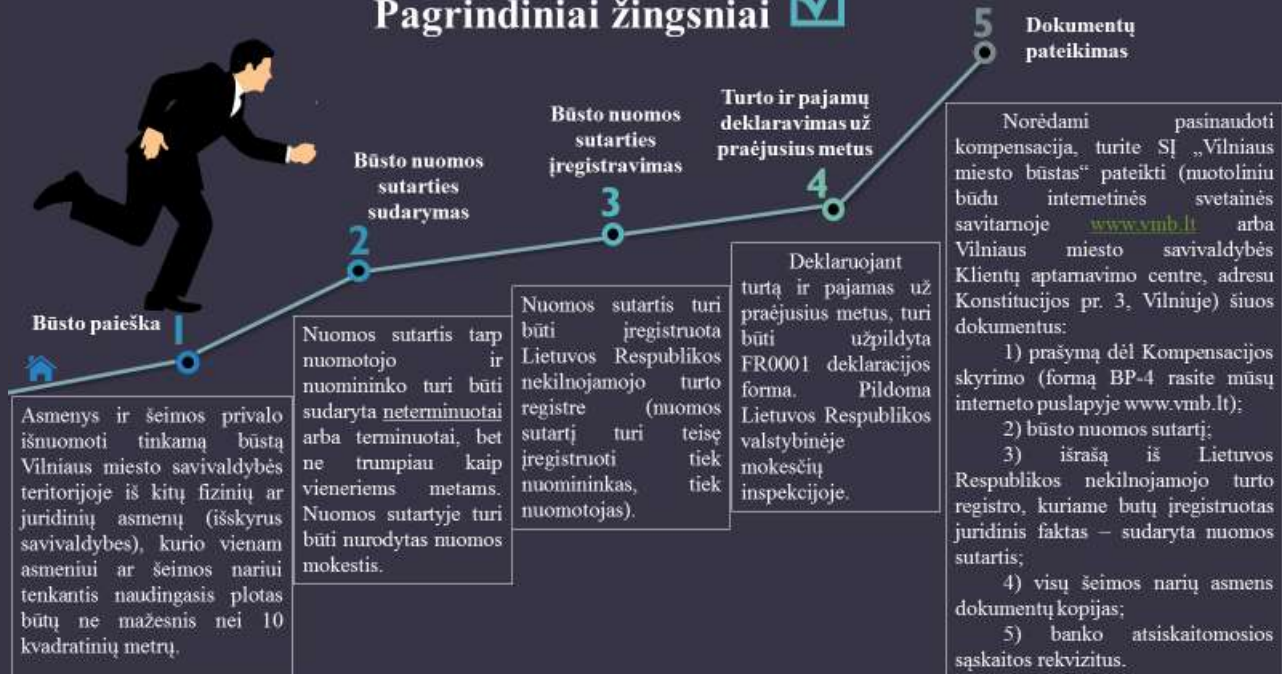 Pagrindiniai žingsniai
1
Būsto paieška
Asmenys ir šeimos privalo
išnuomoti tinkamą būstą
Vilniaus miesto savivaldybės
teritorijoje iš kitų fizinių ar
juridinių asmenų (išskyrus
savivaldybes), kurio vienam
asmeniui ar šeimos nariui
tenkantis naudingasis plotas
būtų ne mažesnis nei 10
kvadratinių metrų.
Būsto nuomos
sutarties
sudarymas
2
Nuomos sutartis tarp
nuomotojo ir
nuomininko turi būti
sudaryta neterminuotai
arba terminuotai, bet
ne trumpiau kaip
vieneriems metams.
Nuomos sutartyje turi
būti nurodytas nuomos
mokestis.
Būsto nuomos
sutarties
įregistravimas
3
Nuomos sutartis turi
būti įregistruota
Lietuvos Respublikos
nekilnojamojo turto
registre (nuomos
sutartį turi teisę
įregistruoti tiek
nuomininkas, tiek
nuomotojas).
Turto ir pajamų
deklaravimas už
praėjusius metus
4
Deklaruojant
turtą ir pajamas už
praėjusius metus, turi
būti užpildyta
FR0001 deklaracijos
forma. Pildoma
Lietuvos Respublikos
valstybinėje
mokesčių
inspekcijoje.
5
Dokumentų
pateikimas
Norėdami pasinaudoti
kompensacija, turite SĮ „Vilniaus
miesto būstas“ pateikti (nuotoliniu
būdu internetinės svetainės
savitarnoje www.vmb.lt arba
Vilniaus miesto savivaldybės
Klientų aptarnavimo centre, adresu
Konstitucijos pr. 3, Vilniuje) šiuos
dokumentus:
1) prašymą dėl Kompensacijos
skyrimo (formą BP-4 rasite mūsų
interneto puslapyje www.vmb.lt);
2) būsto nuomos sutartį;
3) išrašą iš Lietuvos
Respublikos nekilnojamojo turto
registro, kuriame butų įregistruotas
juridinis faktas – sudaryta nuomos
sutartis;
4) visų šeimos narių asmens
dokumentų kopijas;
5) banko atsiskaitomosios
sąskaitos rekvizitus.